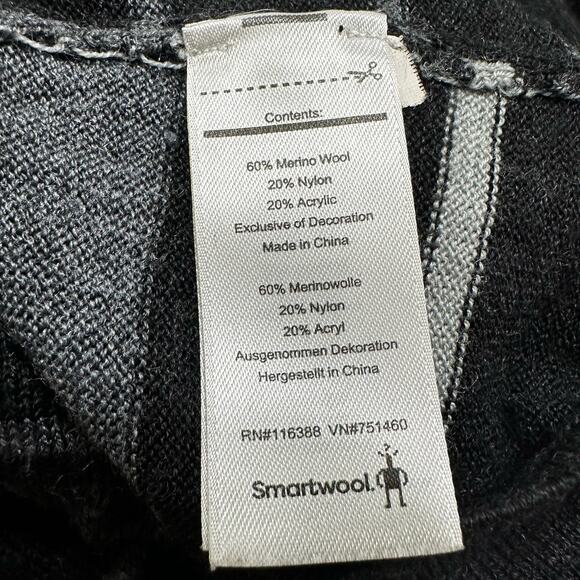 Contents:
60% Merino Wool
20% Nylon
20% Acrylic
Exclusive of Decoration
Made in China
60% Merinowolle
20% Nylon
20% Acryl
Ausgenommen Dekoration
Hergestellt in China
RN#116388 VN#751460
Smartwool.